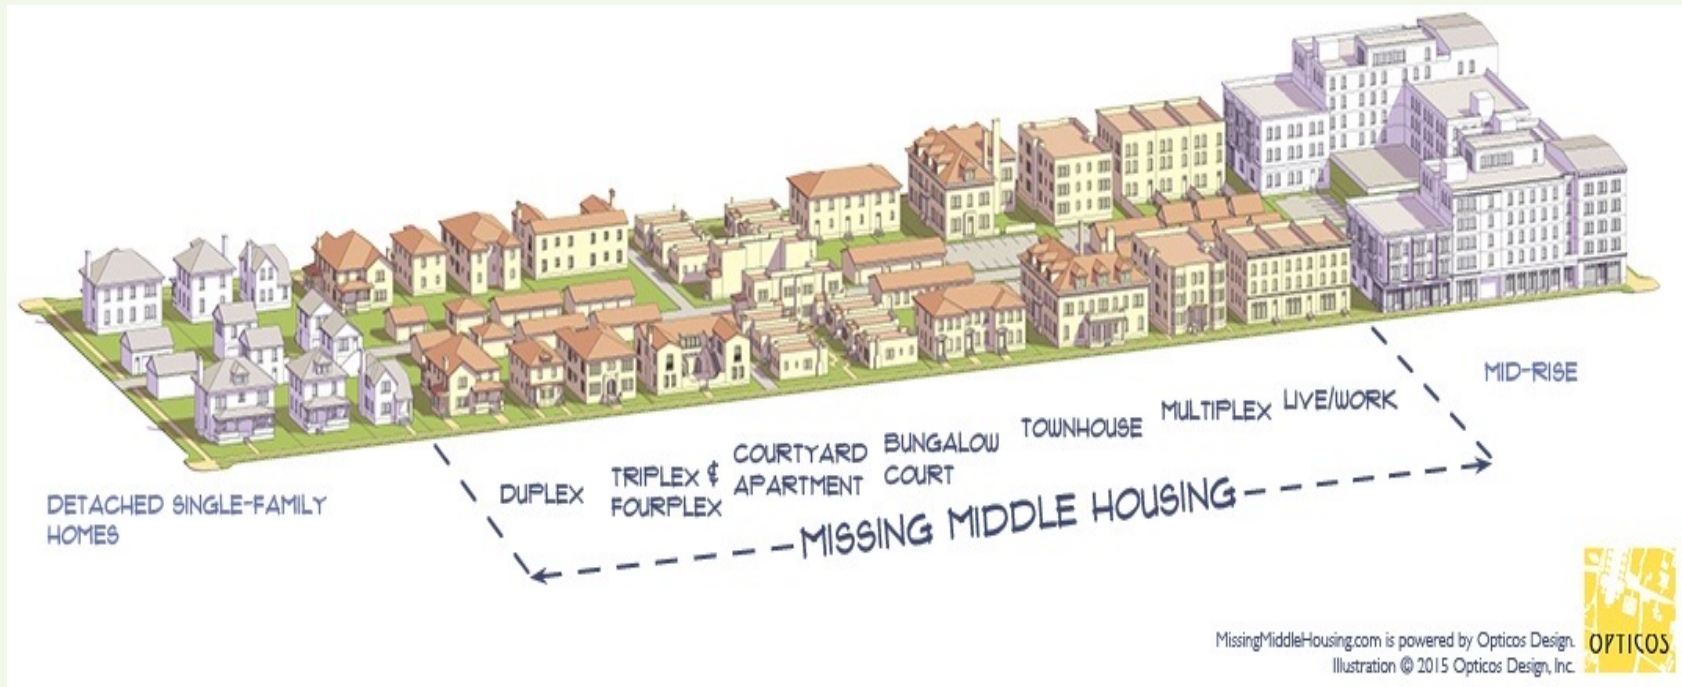 DETACHED SINGLE-FAMILY
HOMES
DUPLEX
TRIPLEX &
FOURPLEX
COURTYARD
APARTMENT
BUNGALOW
COURT
TOWNHOUSE
MULTIPLEX
LIVE/WORK
MID-RISE
MISSING MIDDLE HOUSING
MissingMiddleHousing.com is powered by Opticos Design.
Illustration © 2015 Opticos Design, Inc.
OPTICOS